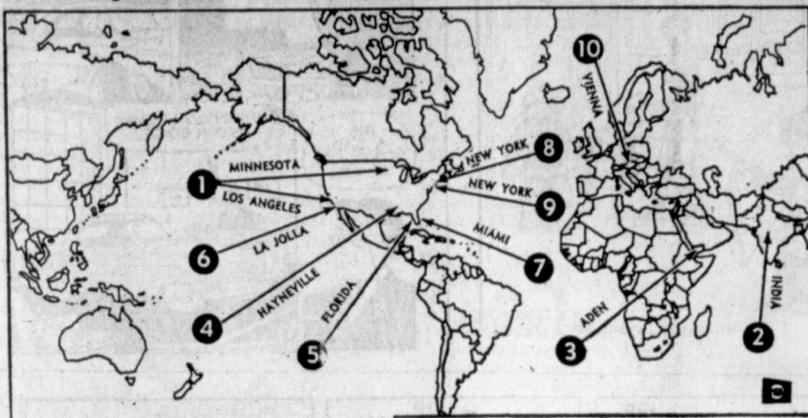 10
VIENNA
8
NEW YORK
MINNESOTA
1
NEW YORK
9
LOS ANGELES
6
LA JOLLA
MIAMI
7
HAYNEVILLE
4
FLORIDA
5
ADEN
3
INDIA
2